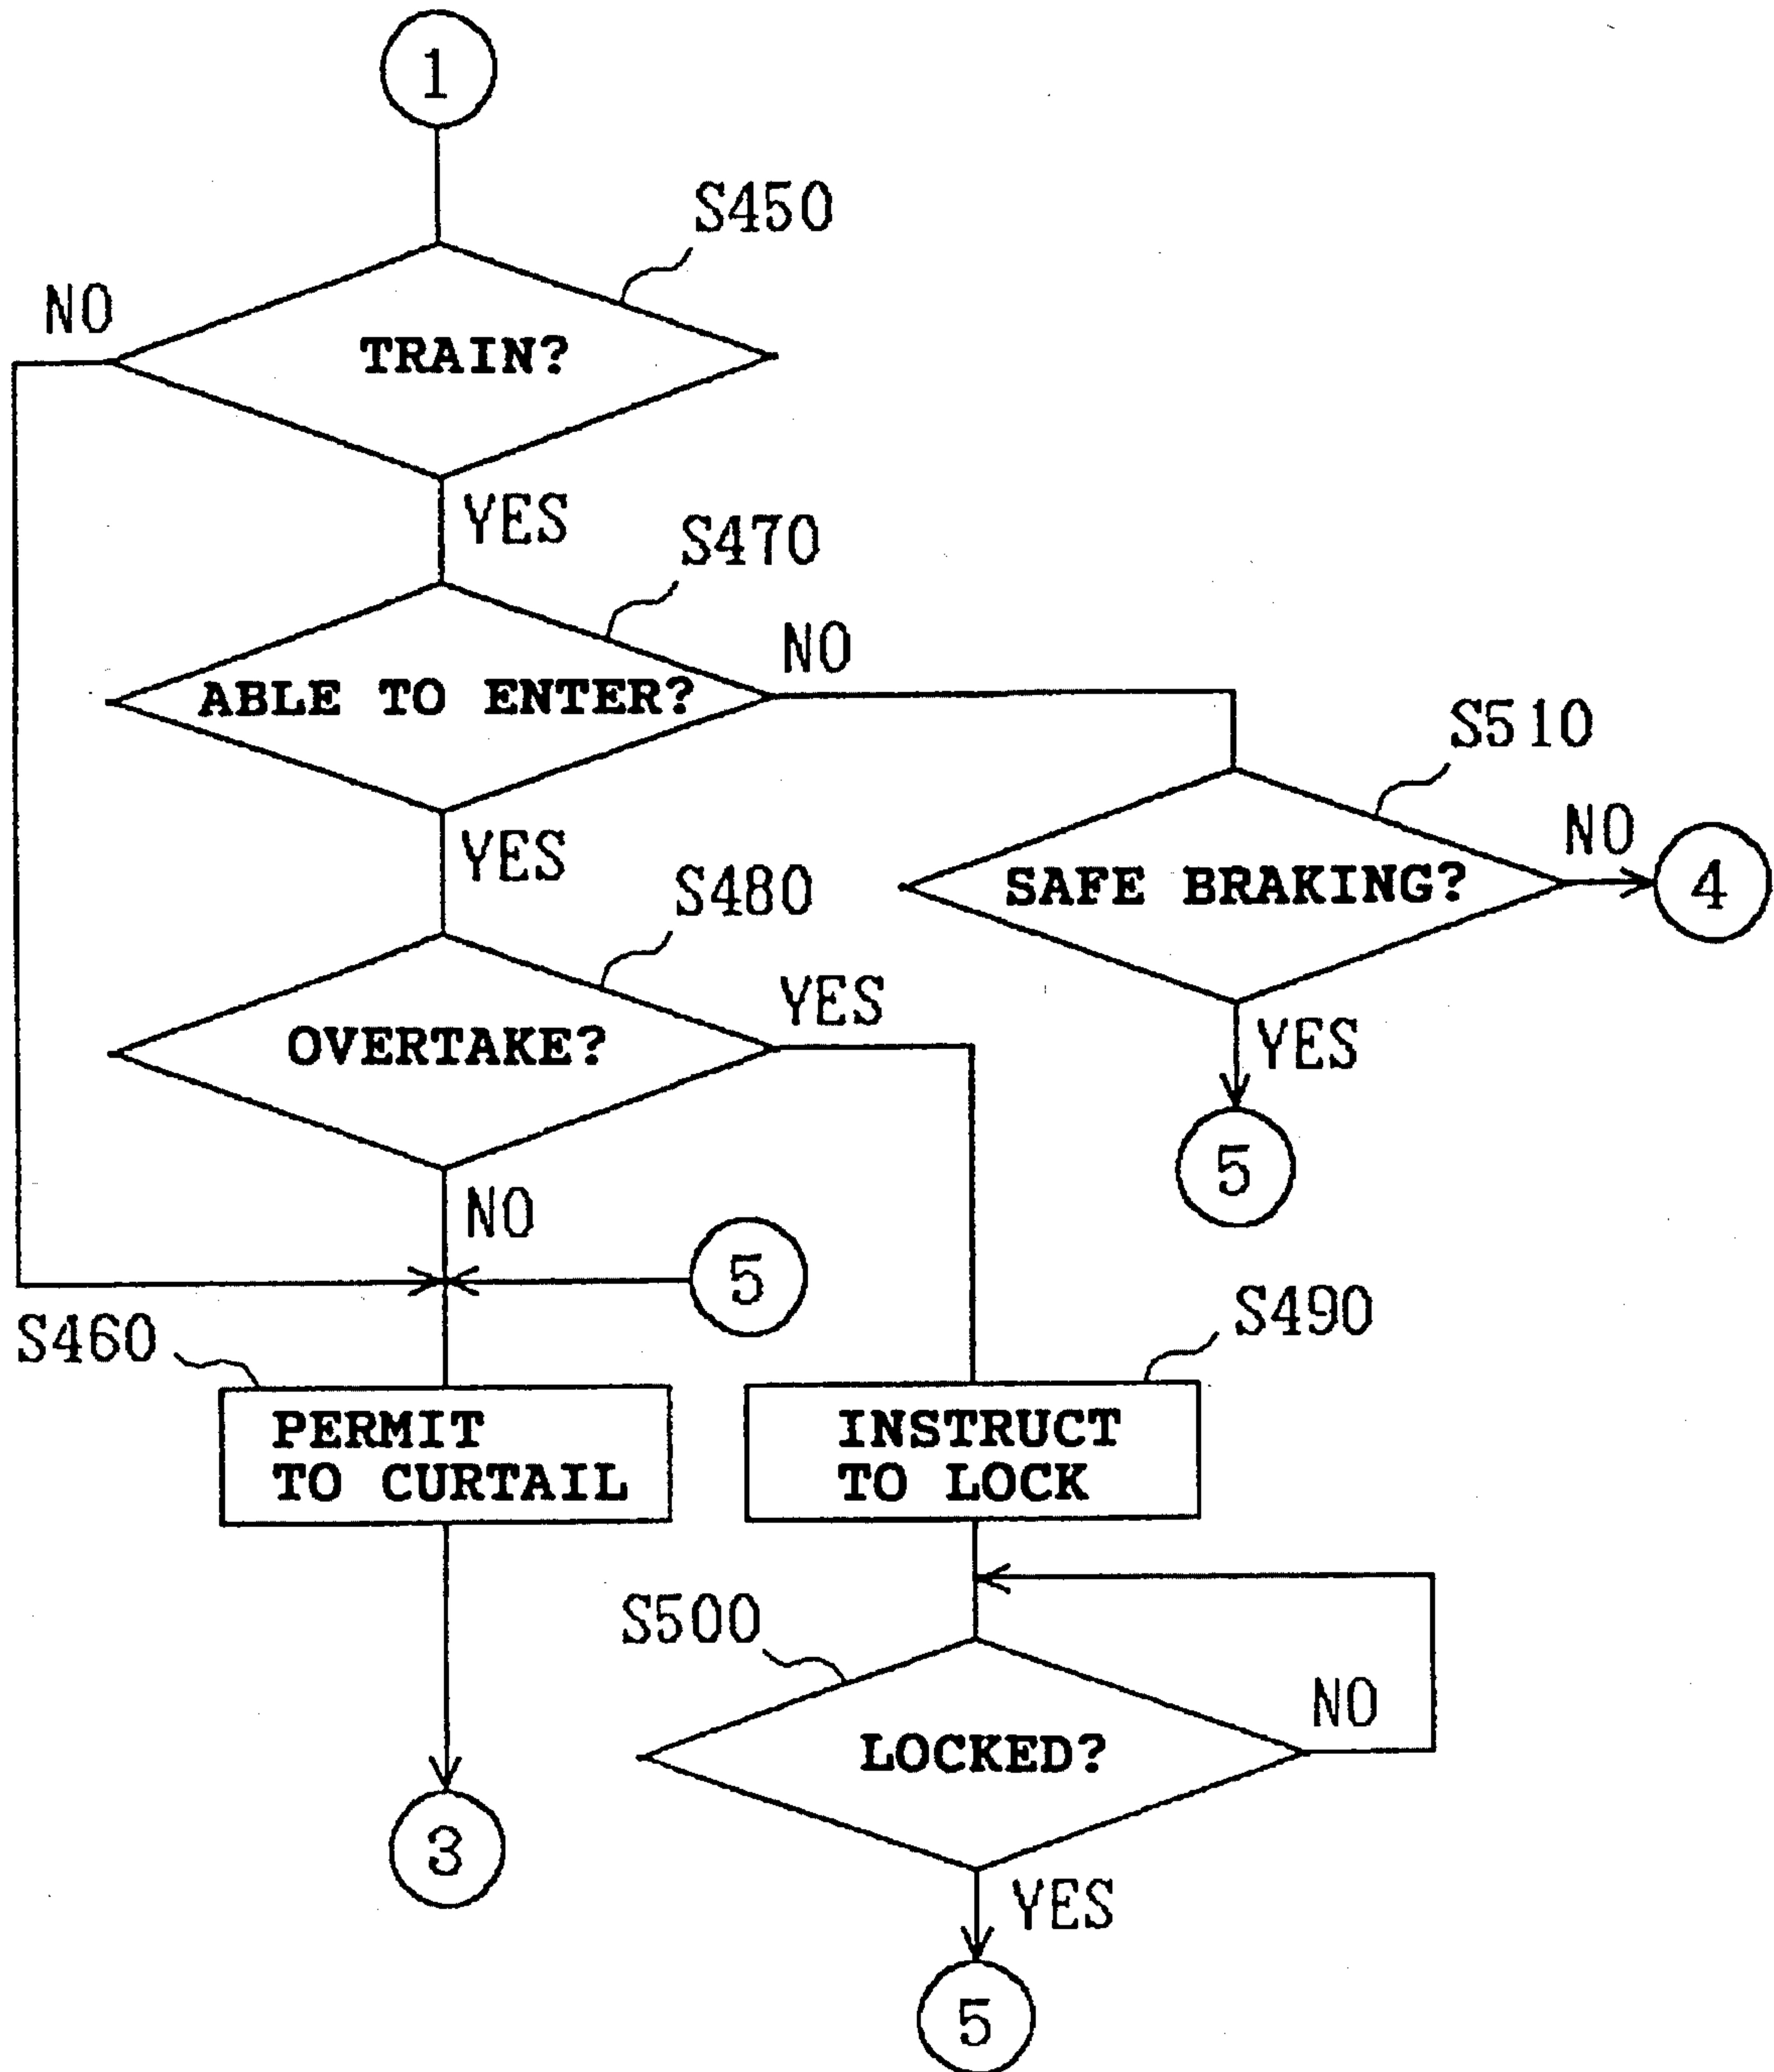 1
S450
NO
TRAIN?
YES
S470
NO
ABLE TO ENTER?
S510
YES
NO
SAFE BRAKING?
4
S480
YES
OVERTAKE?
YES
5
NO
5
S460
S490
PERMIT
TO CURTAIL
INSTRUCT
TO LOCK
S500
NO
LOCKED?
3
YES
5